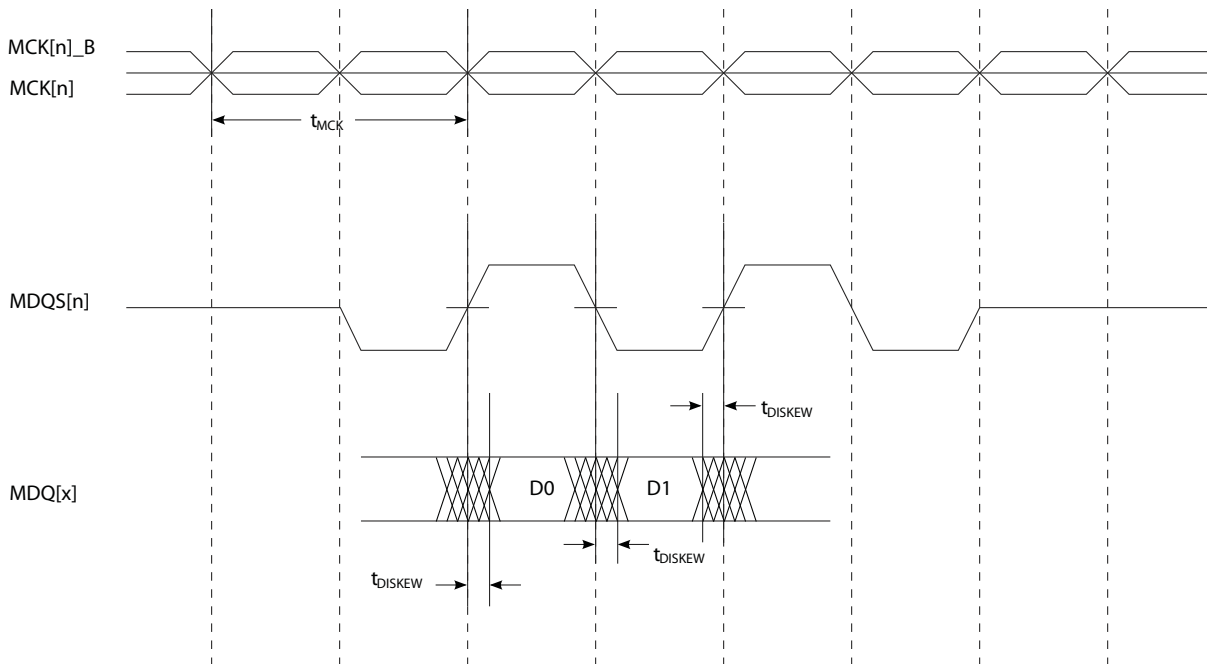 MCK[n]_B
MCK[n]
tMCK
MDQS[n]
tDISKEW
MDQ[x]
D0
D1
tDISKEW
tDISKEW